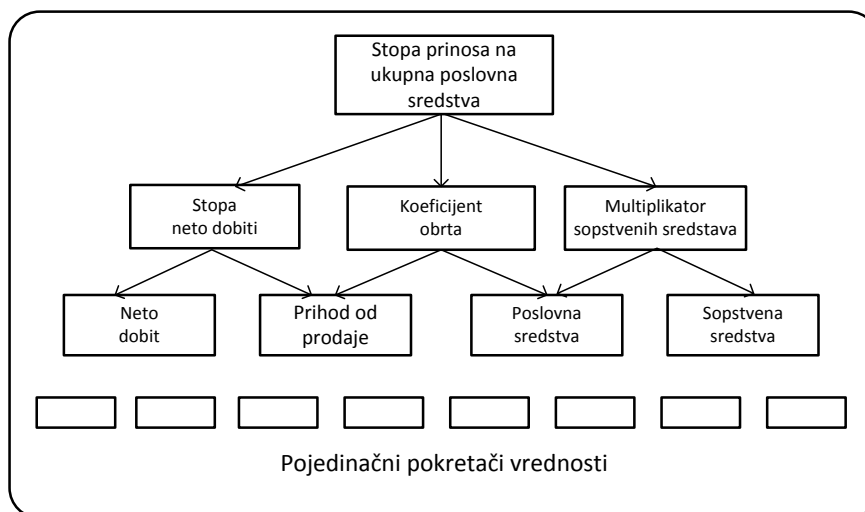 Stopa prinosa na
ukupna poslovna
sredstva
Stopa
neto dobiti
Koeficijent
obrta
Multiplikator
sopstvenih sredstava
Neto
dobit
Prihod od
prodaje
Poslovna
sredstva
Sopstvena
sredstva
Pojedinačni pokretači vrednosti